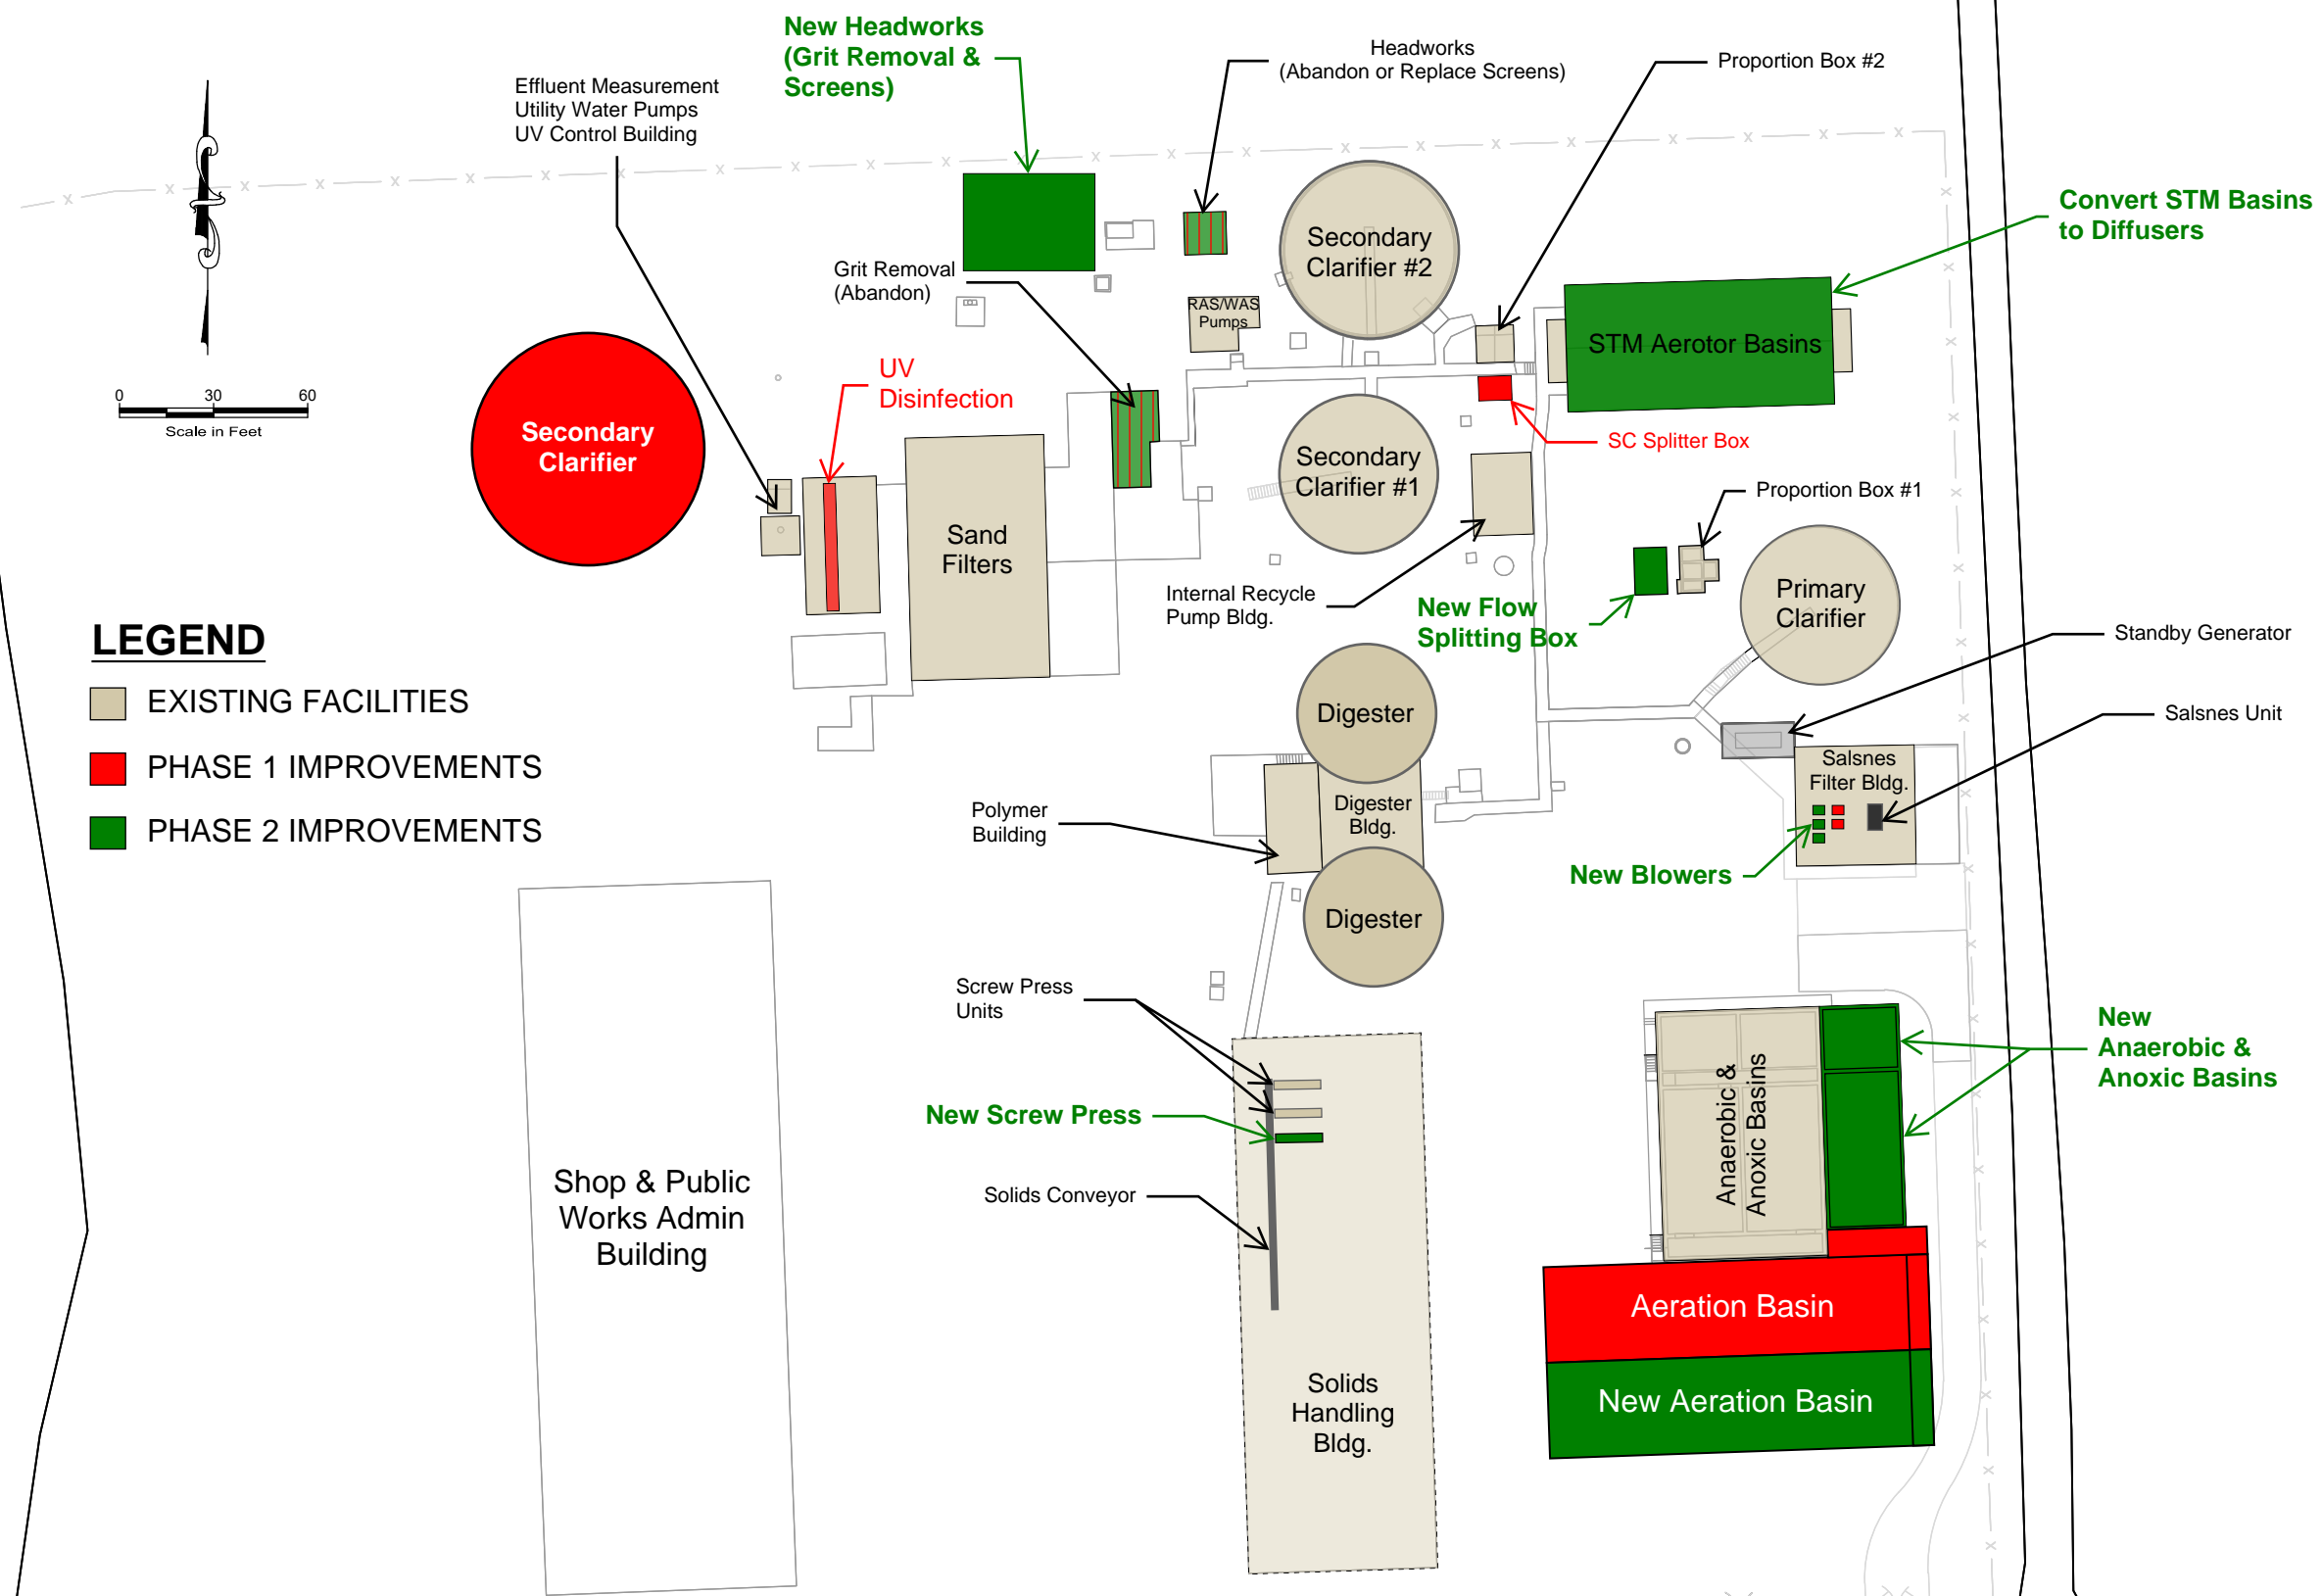 New Headworks
(Grit Removal &
Screens)
Headworks
(Abandon or Replace Screens)
Proportion Box #2
Effluent Measurement
Utility Water Pumps
UV Control Building
Convert STM Basins
to Diffusers
Secondary
Clarifier #2
Grit Removal
(Abandon)
RAS/WAS
Pumps
STM Aerotor Basins
0 30 60
Scale in Feet
UV
Disinfection
Secondary
Clarifier
SC Splitter Box
Secondary
Clarifier #1
Proportion Box #1
Sand
Filters
Internal Recycle
Pump Bldg.
New Flow
Splitting Box
Primary
Clarifier
Standby Generator
LEGEND
EXISTING FACILITIES
PHASE 1 IMPROVEMENTS
PHASE 2 IMPROVEMENTS
Digester
Salsnes Unit
Salsnes
Filter Bldg.
Polymer
Building
Digester
Bldg.
New Blowers
Digester
Screw Press
Units
New
Anaerobic &
Anoxic Basins
Anaerobic &
Anoxic Basins
New Screw Press
Solids Conveyor
Shop & Public
Works Admin
Building
Aeration Basin
New Aeration Basin
Solids
Handling
Bldg.